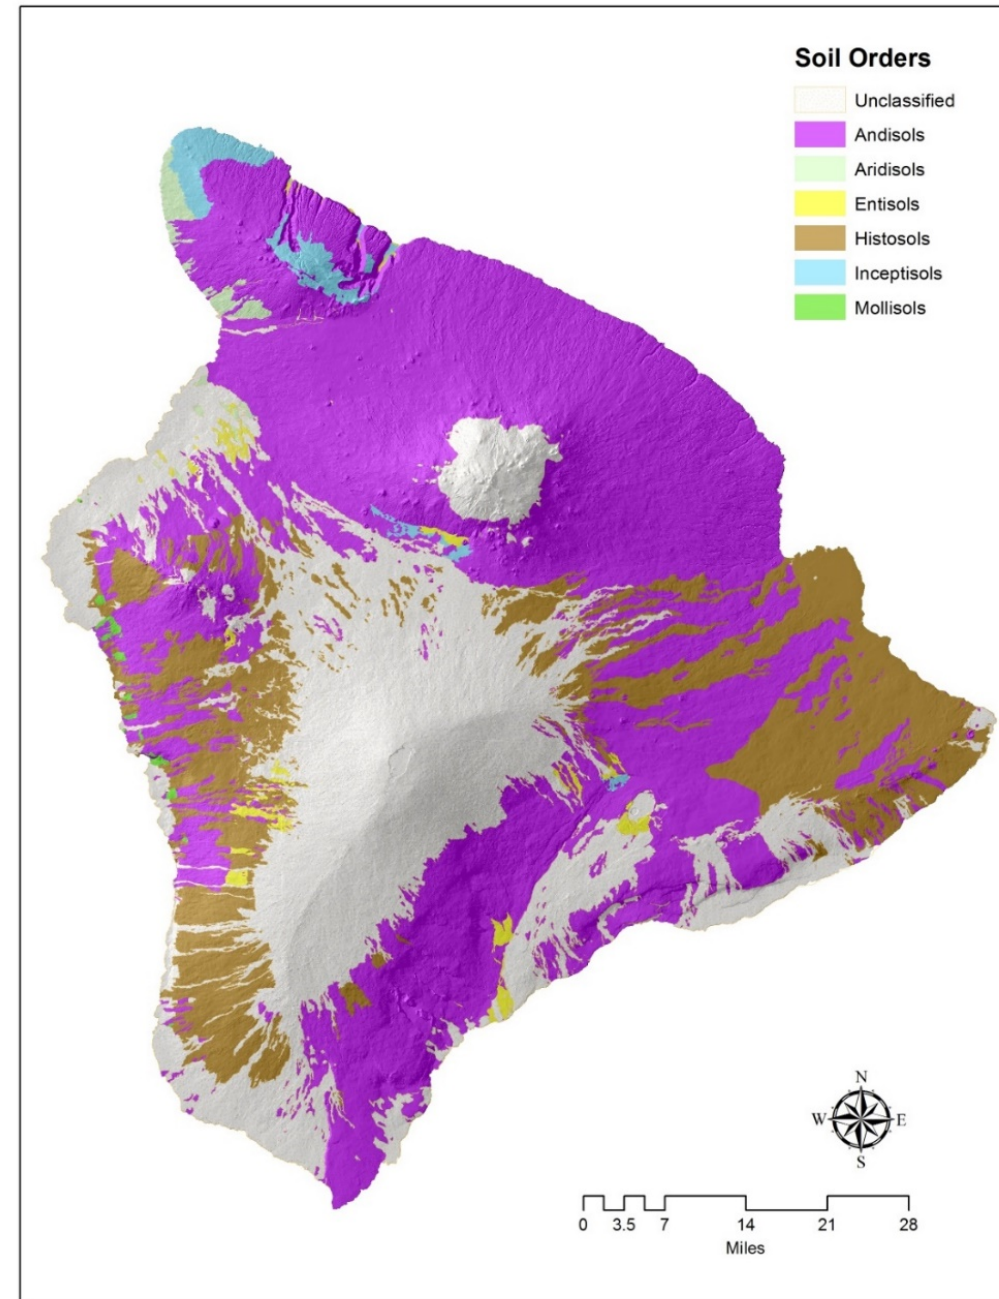 Soil Orders
Unclassified
Andisols
Aridisols
Entisols
Histosols
Inceptisols
Mollisols
N
W E
S
0 3.5 7 14 21 28
Miles